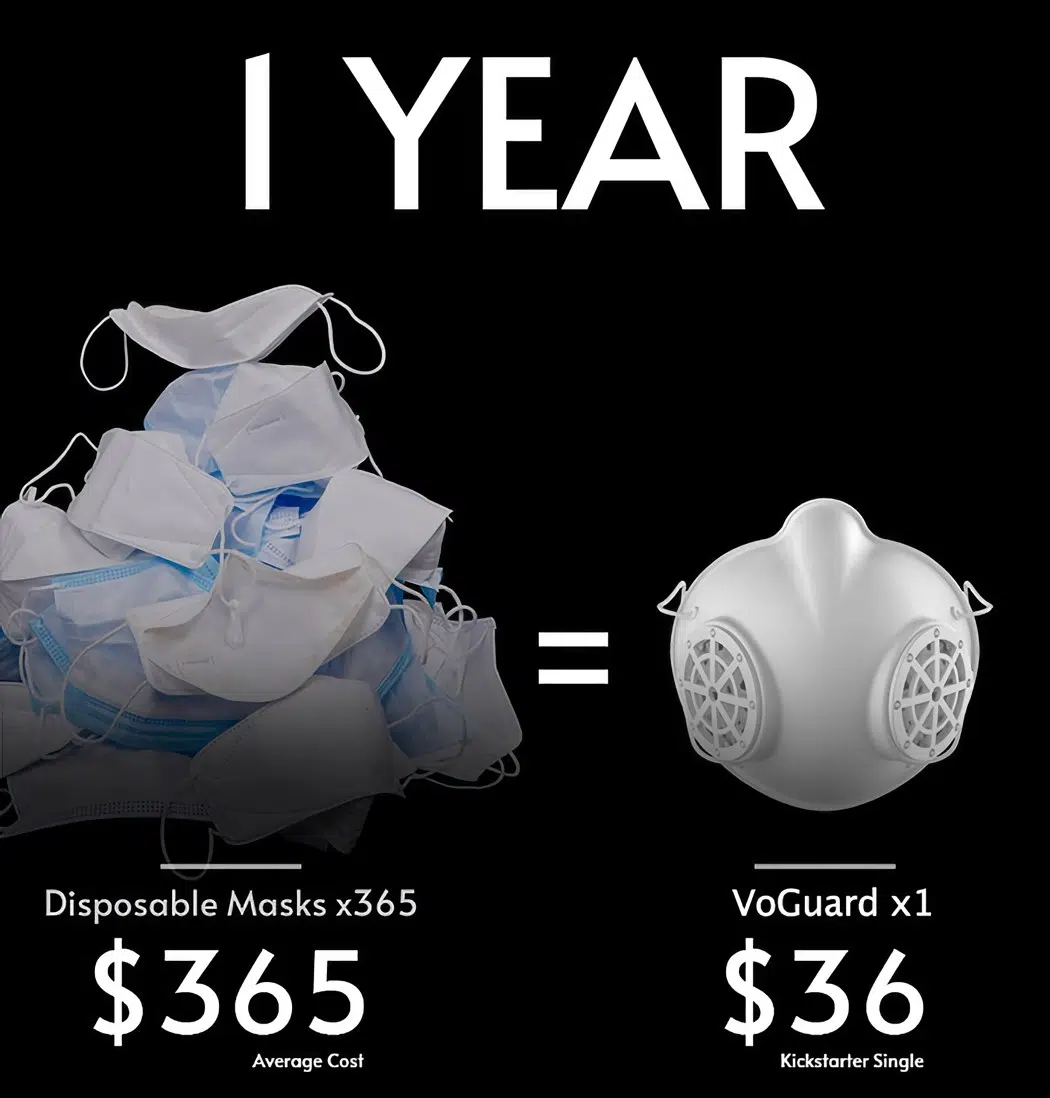 1 YEAR
=
Disposable Masks x365
VoGuard x1
$365
$36
Average Cost
Kickstarter Single